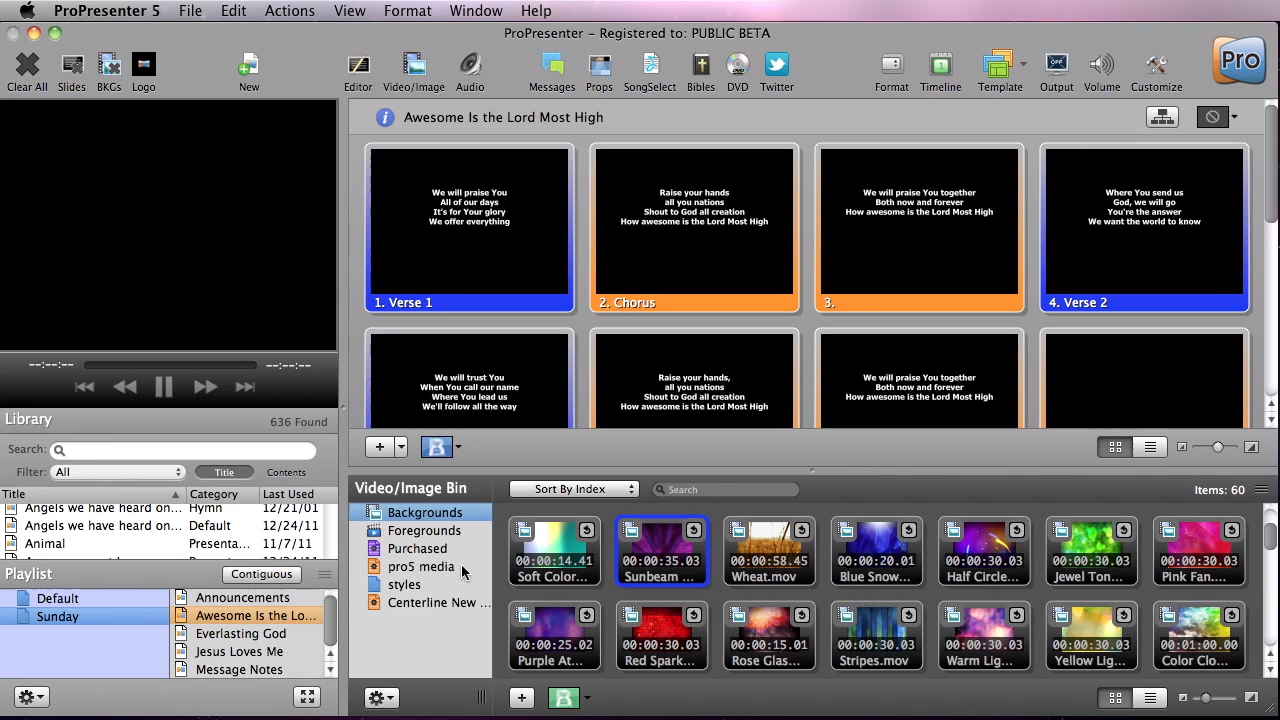 ProPresenter 5 File Edit Actions View Format Window Help
ProPresenter – Registered to: PUBLIC BETA
Clear All Slides BKGs Logo New Editor Video/Image Audio Messages Props SongSelect Bibles DVD Twitter Format Timeline Template Output Volume Customize
Pro
Awesome Is the Lord Most High
We will praise You
All of our days
It's for Your glory
We offer everything
1. Verse 1
Raise your hands
all you nations
Shout to God all creation
How awesome is the Lord Most High
2. Chorus
We will praise You together
Both now and forever
How awesome is the Lord Most High
3.
Where You send us
God, we will go
You're the answer
We want the world to know
4. Verse 2
We will trust You
When You call our name
Where You lead us
We'll follow all the way
Raise your hands,
all you nations
Shout to God all creation
How awesome is the Lord Most High
We will praise You together
Both now and forever
How awesome is the Lord Most High
--:--:-- --:--:--
Library 636 Found
Search:
Filter: All Title Contents
Title Category Last Used
Angels we have heard on... Hymn 12/21/01
Angels we have heard on... Default 12/24/11
Animal Presenta... 11/7/11
Playlist Contiguous
Default
Sunday
Announcements
Awesome Is the Lo...
Everlasting God
Jesus Loves Me
Message Notes
Video/Image Bin Sort By Index Search Items: 60
Backgrounds
Foregrounds
Purchased
pro5 media
styles
Centerline New ...
00:00:14.41
Soft Color...
00:00:35.03
Sunbeam ...
00:00:58.45
Wheat.mov
00:00:20.01
Blue Snow...
00:00:30.03
Half Circle...
00:00:30.03
Jewel Ton...
00:00:30.03
Pink Fan....
00:00:25.02
Purple At...
00:00:30.03
Red Spark...
00:00:15.01
Rose Glas...
00:00:30.03
Stripes.mov
00:00:30.03
Warm Lig...
00:00:30.03
Yellow Lig...
00:01:00.00
Color Clo...